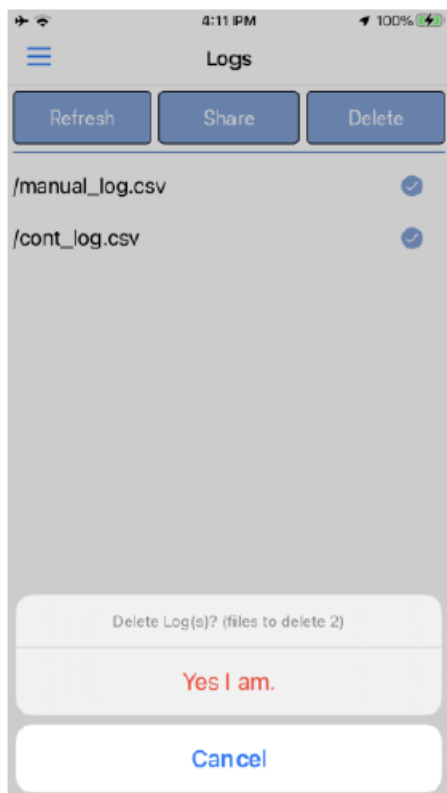 4:11 PM 100%
Logs
Refresh Share Delete
/manual_log.csv
/cont_log.csv
Delete Log(s)? (files to delete 2)
Yes I am.
Cancel